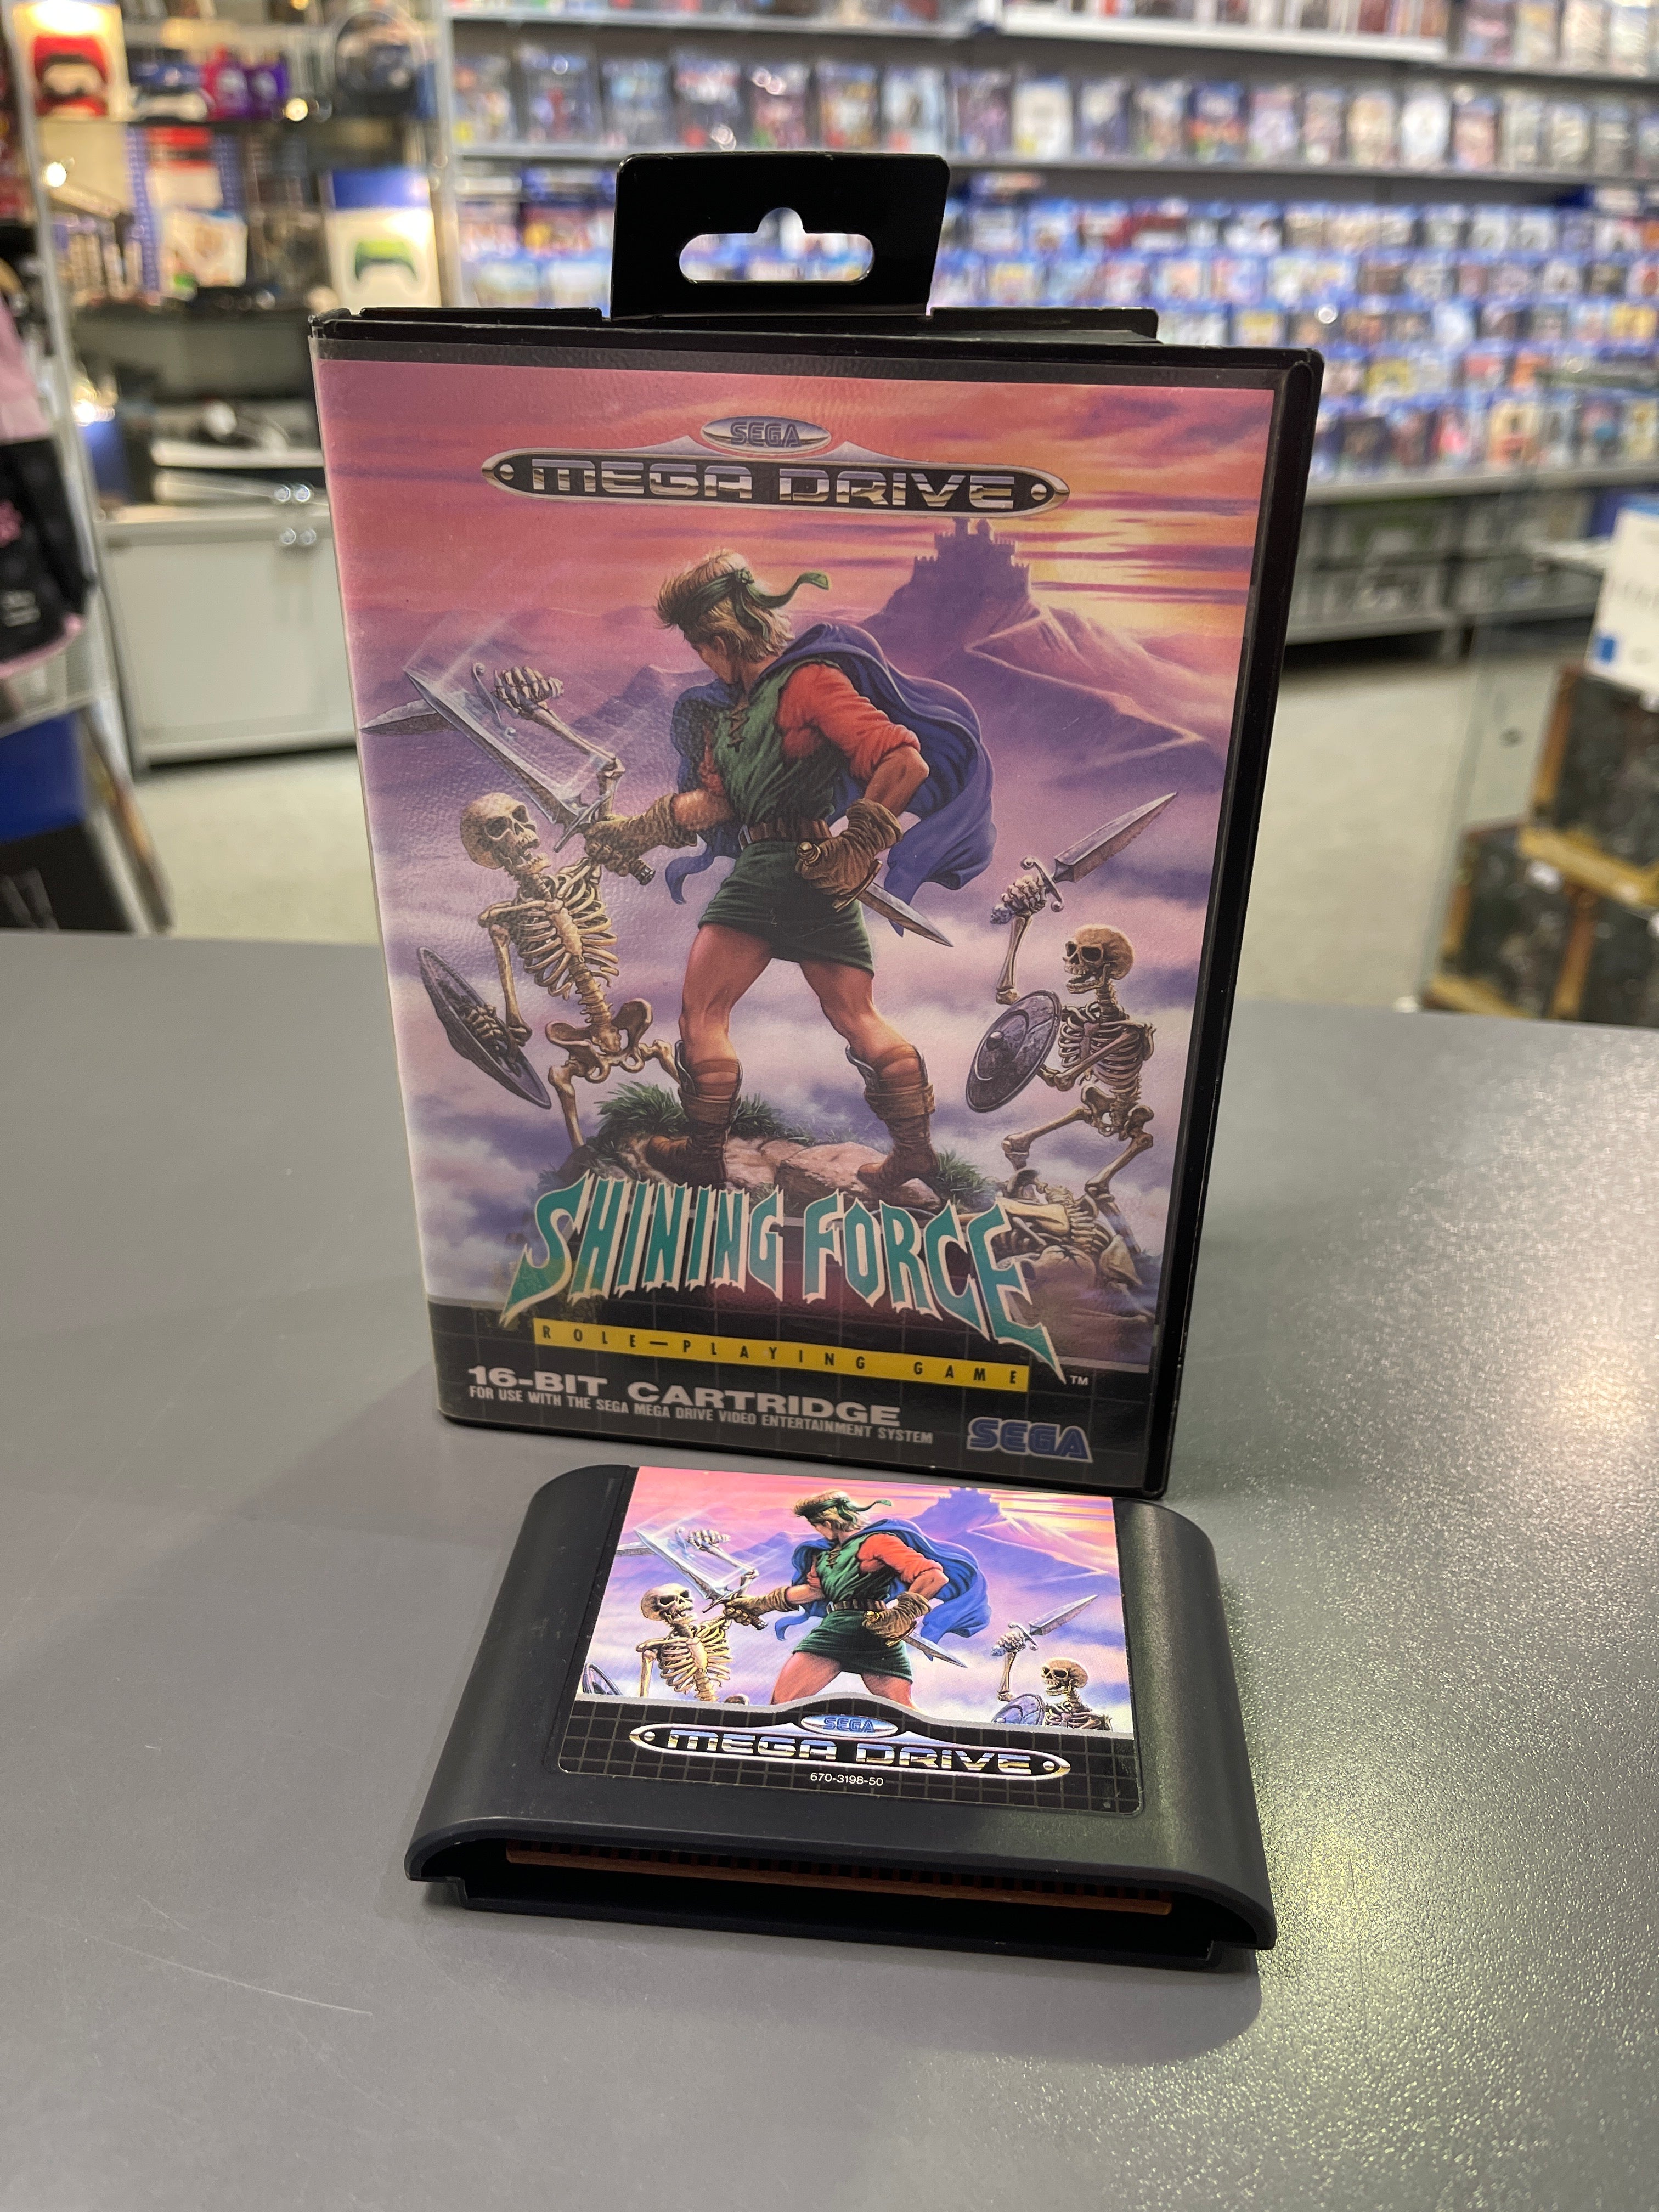 SEGA
MEGA DRIVE
SHINING FORCE
ROLE-PLAYING GAME
TM
16-BIT CARTRIDGE
FOR USE WITH THE SEGA MEGA DRIVE VIDEO ENTERTAINMENT SYSTEM
SEGA
SEGA
MEGA DRIVE
670-3198-50